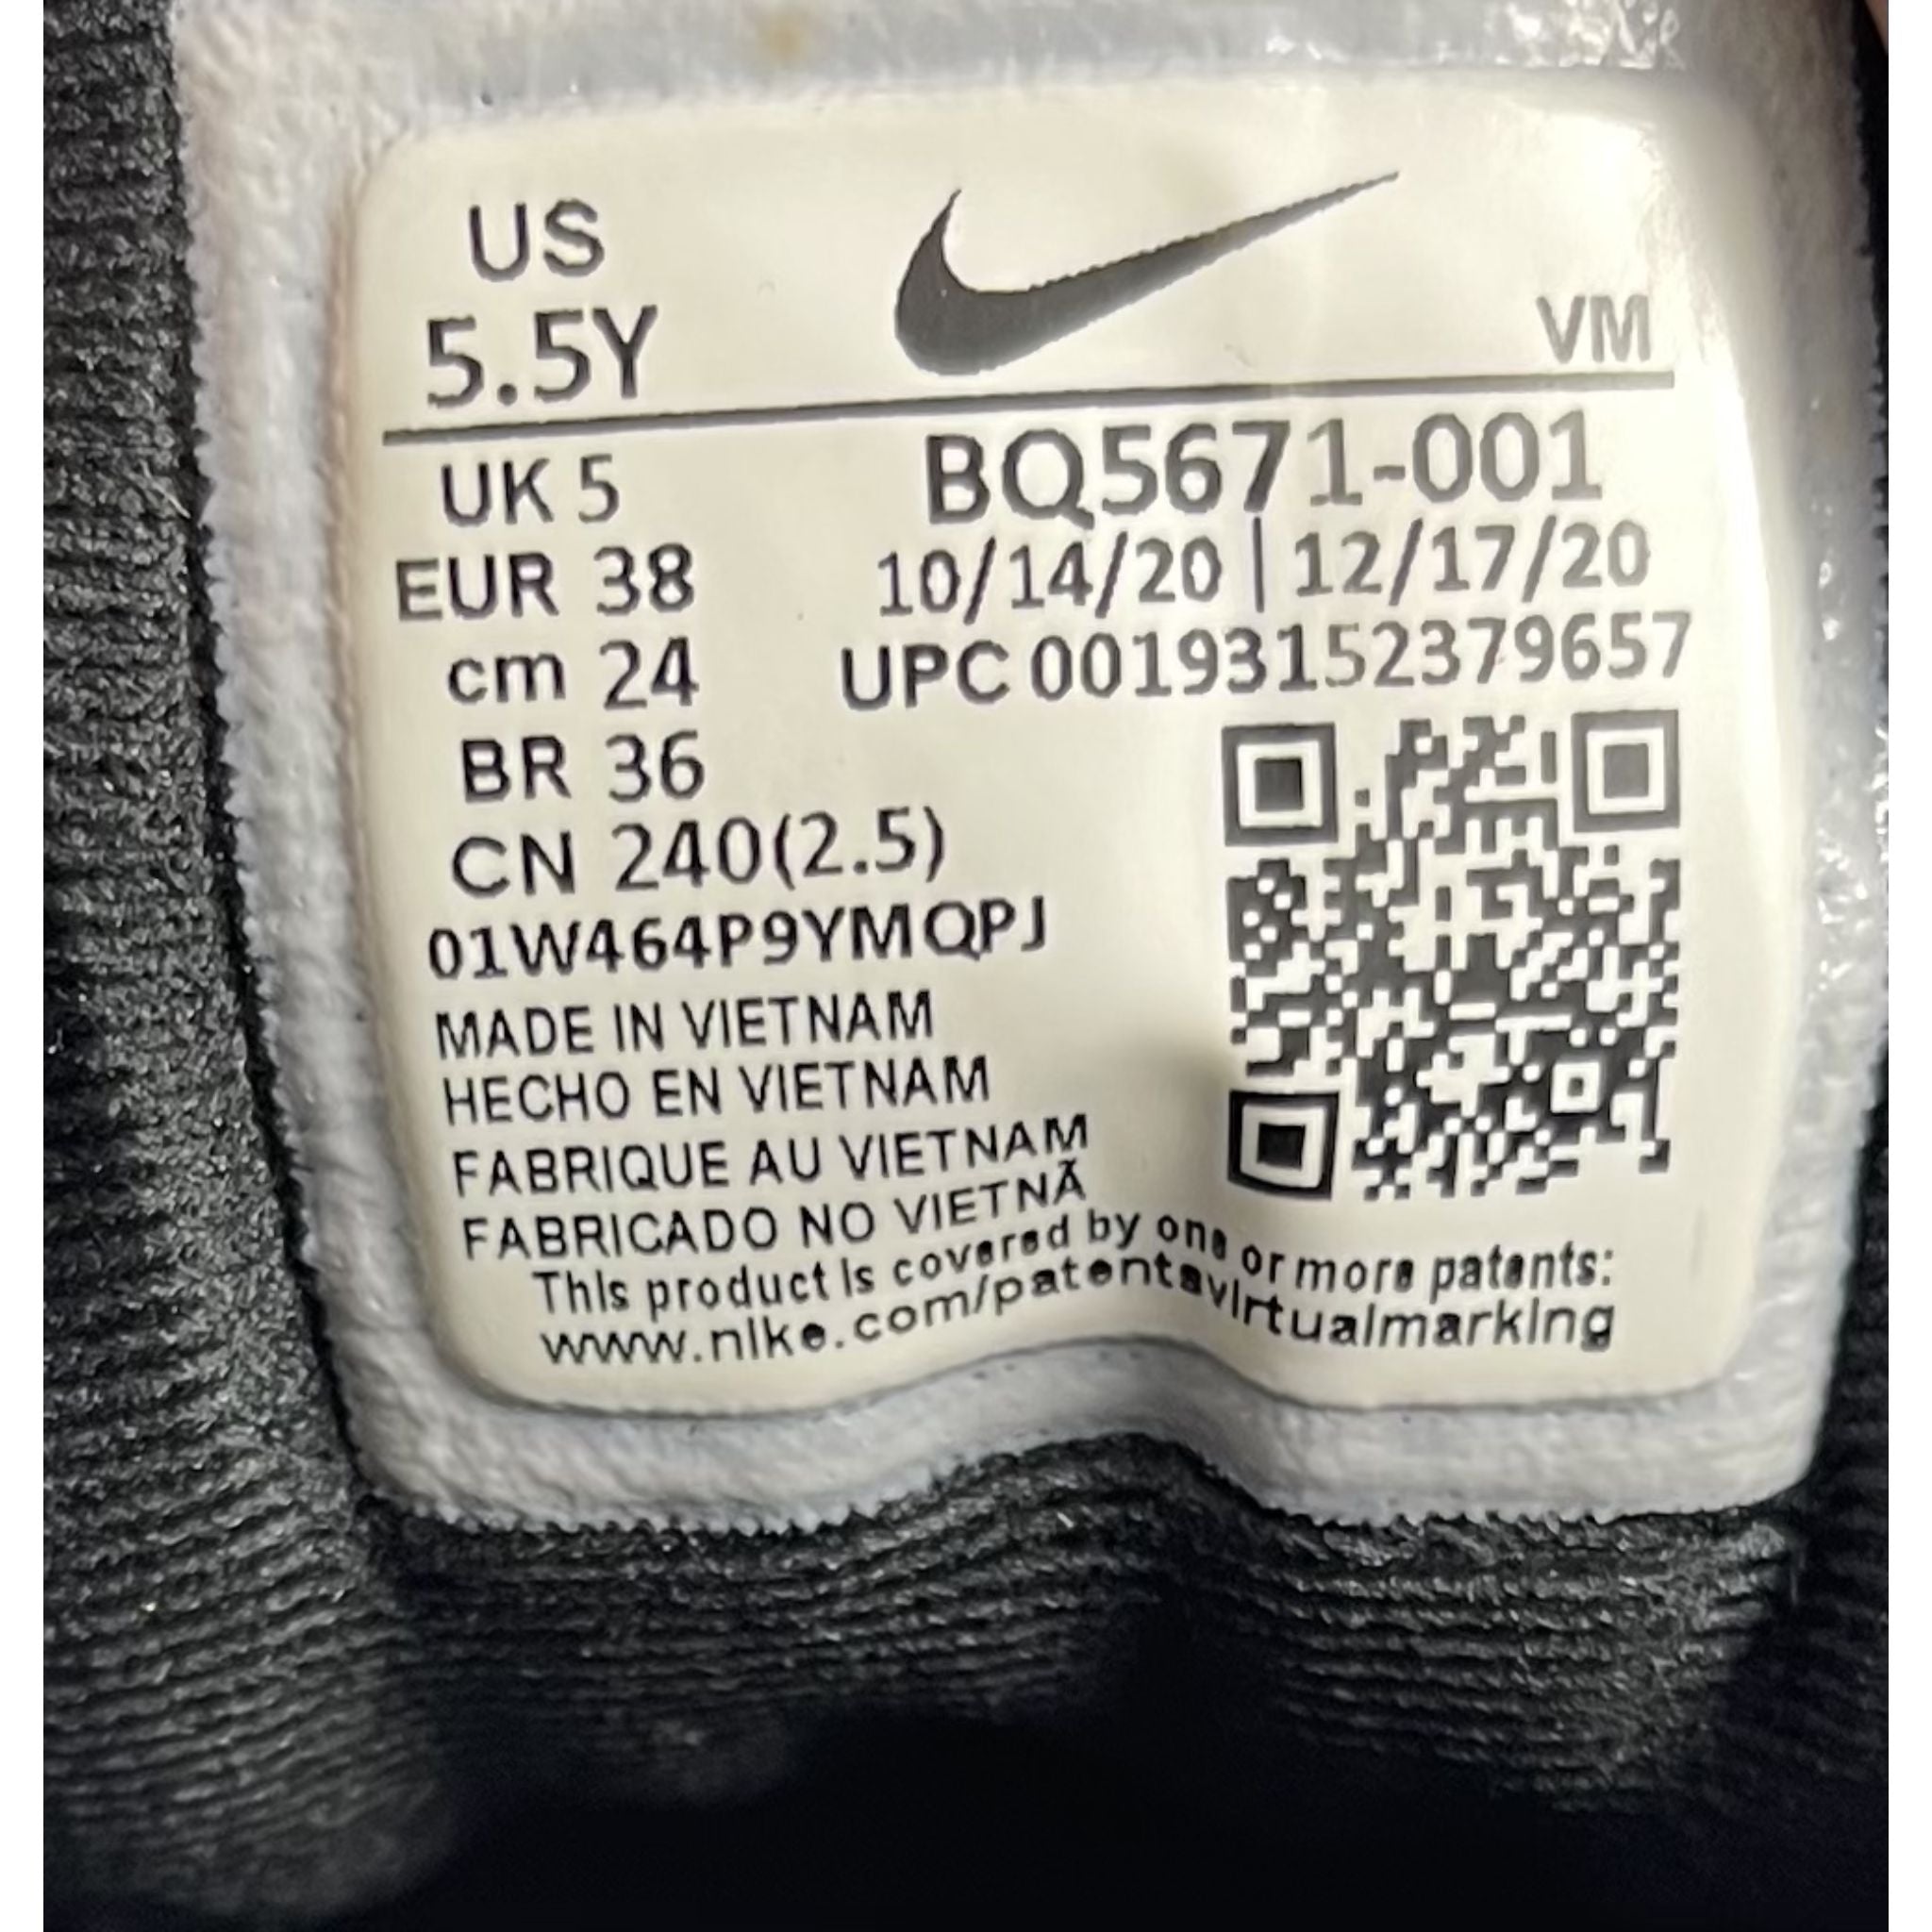 US
5.5Y
VM
UK 5
BQ5671-001
EUR 38
10/14/20 | 12/17/20
cm 24
UPC 00193152379657
BR 36
CN 240(2.5)
01W464P9YMQPJ
MADE IN VIETNAM
HECHO EN VIETNAM
FABRIQUE AU VIETNAM
FABRICADO NO VIETNÃ
This product is covered by one or more patents:
www.nike.com/patentsvirtualmarking